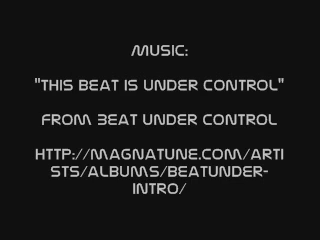 MUSIC:
"THIS BEAT IS UNDER CONTROL"
FROM BEAT UNDER CONTROL
HTTP://MAGNATUNE.COM/ARTI
STS/ALBUMS/BEATUNDER-
INTRO/